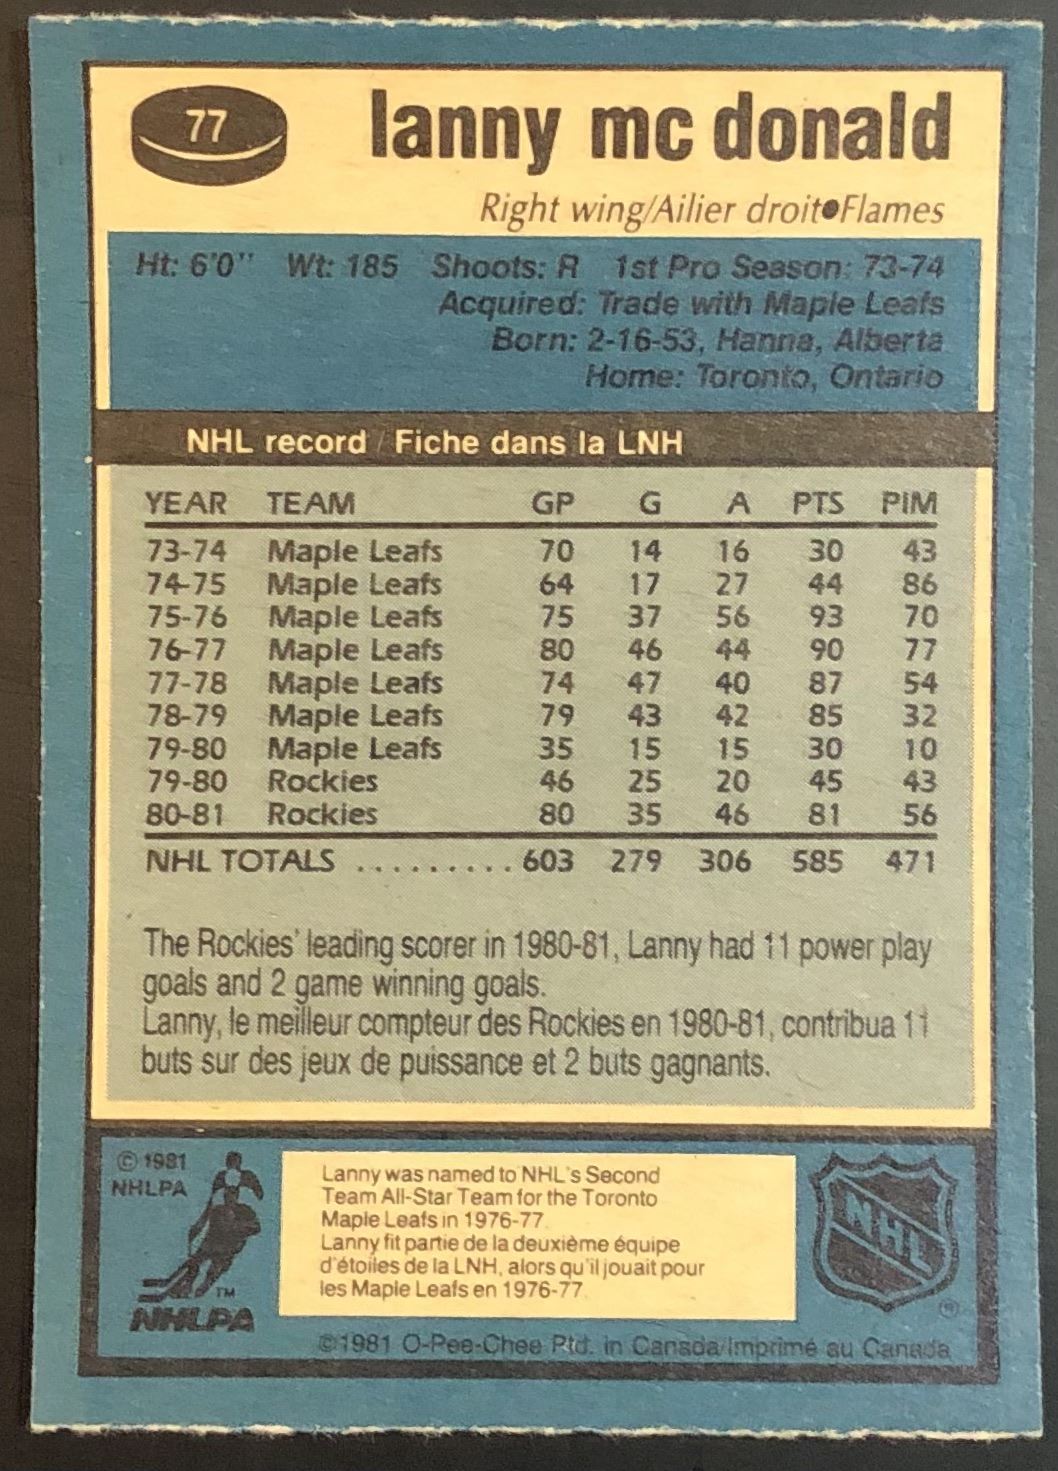 77
lanny mc donald
Right wing/Ailier droit●Flames
Ht: 6'0" Wt: 185 Shoots: R 1st Pro Season: 73-74
Acquired: Trade with Maple Leafs
Born: 2-16-53, Hanna, Alberta
Home: Toronto, Ontario
NHL record / Fiche dans la LNH
YEAR TEAM GP G A PTS PIM
73-74 Maple Leafs 70 14 16 30 43
74-75 Maple Leafs 64 17 27 44 86
75-76 Maple Leafs 75 37 56 93 70
76-77 Maple Leafs 80 46 44 90 77
77-78 Maple Leafs 74 47 40 87 54
78-79 Maple Leafs 79 43 42 85 32
79-80 Maple Leafs 35 15 15 30 10
79-80 Rockies 46 25 20 45 43
80-81 Rockies 80 35 46 81 56
NHL TOTALS ......... 603 279 306 585 471
The Rockies' leading scorer in 1980-81, Lanny had 11 power play
goals and 2 game winning goals.
Lanny, le meilleur compteur des Rockies en 1980-81, contribua 11
buts sur des jeux de puissance et 2 buts gagnants.
© 1981
NHLPA
TM
NHLPA
Lanny was named to NHL's Second
Team All-Star Team for the Toronto
Maple Leafs in 1976-77.
Lanny fit partie de la deuxième équipe
d'étoiles de la LNH, alors qu'il jouait pour
les Maple Leafs en 1976-77.
NHL
®
©1981 O-Pee-Chee Ptd. in Canada/Imprimé au Canada